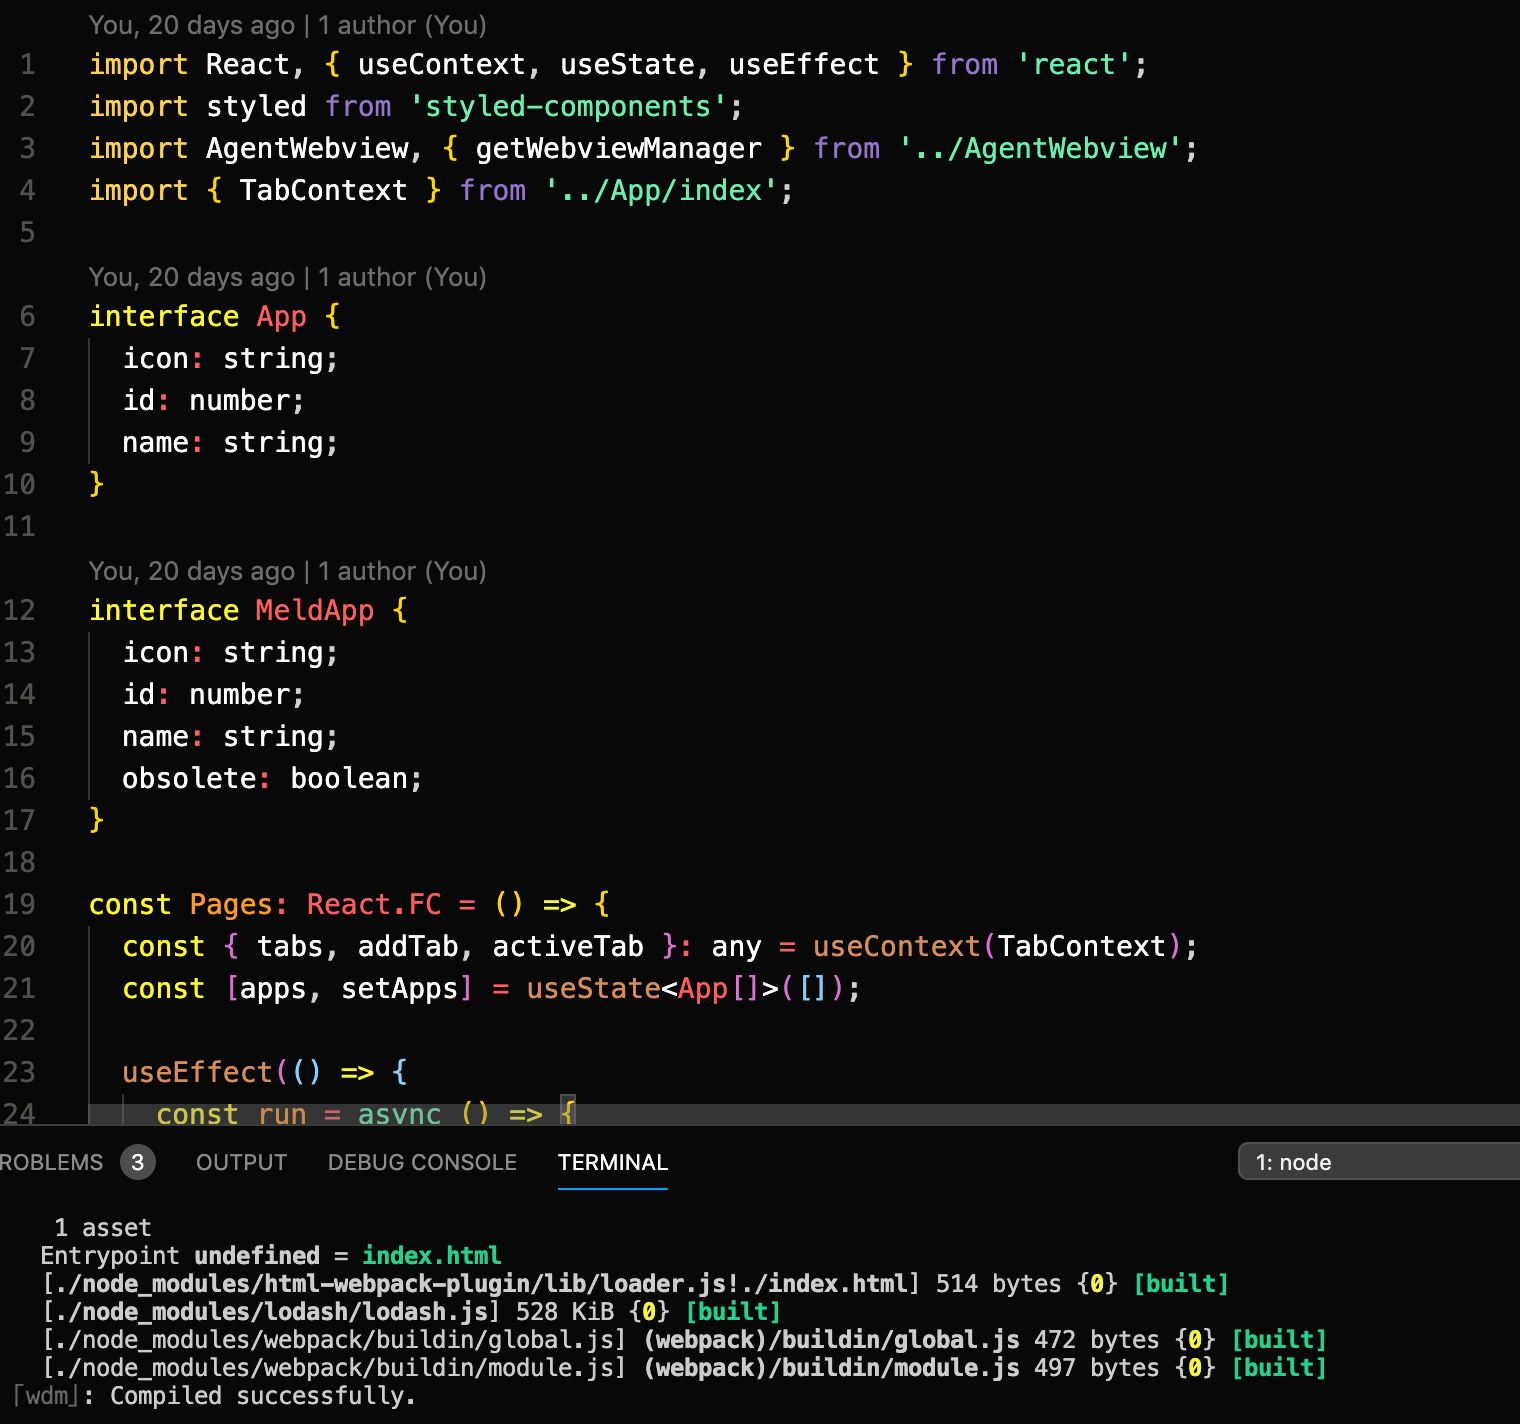 You, 20 days ago | 1 author (You)
1 import React, { useContext, useState, useEffect } from 'react';
2 import styled from 'styled-components';
3 import AgentWebview, { getWebviewManager } from '../AgentWebview';
4 import { TabContext } from '../App/index';
5
You, 20 days ago | 1 author (You)
6 interface App {
7 icon: string;
8 id: number;
9 name: string;
10 }
11
You, 20 days ago | 1 author (You)
12 interface MeldApp {
13 icon: string;
14 id: number;
15 name: string;
16 obsolete: boolean;
17 }
18
19 const Pages: React.FC = () => {
20 const { tabs, addTab, activeTab }: any = useContext(TabContext);
21 const [apps, setApps] = useState<App[]>([]);
22
23 useEffect(() => {
24 const run = async () => {
ROBLEMS 3 OUTPUT DEBUG CONSOLE TERMINAL 1: node
1 asset
Entrypoint undefined = index.html
[./node_modules/html-webpack-plugin/lib/loader.js!./index.html] 514 bytes {0} [built]
[./node_modules/lodash/lodash.js] 528 KiB {0} [built]
[./node_modules/webpack/buildin/global.js] (webpack)/buildin/global.js 472 bytes {0} [built]
[./node_modules/webpack/buildin/module.js] (webpack)/buildin/module.js 497 bytes {0} [built]
｢wdm｣: Compiled successfully.